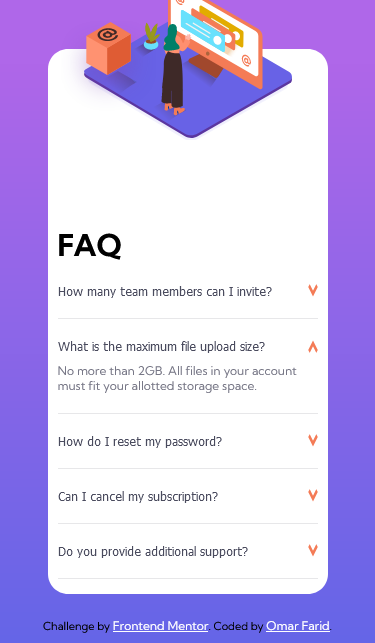 @
@
@
FAQ
How many team members can I invite?
What is the maximum file upload size?
No more than 2GB. All files in your account
must fit your allotted storage space.
How do I reset my password?
Can I cancel my subscription?
Do you provide additional support?
Challenge by Frontend Mentor. Coded by Omar Farid.